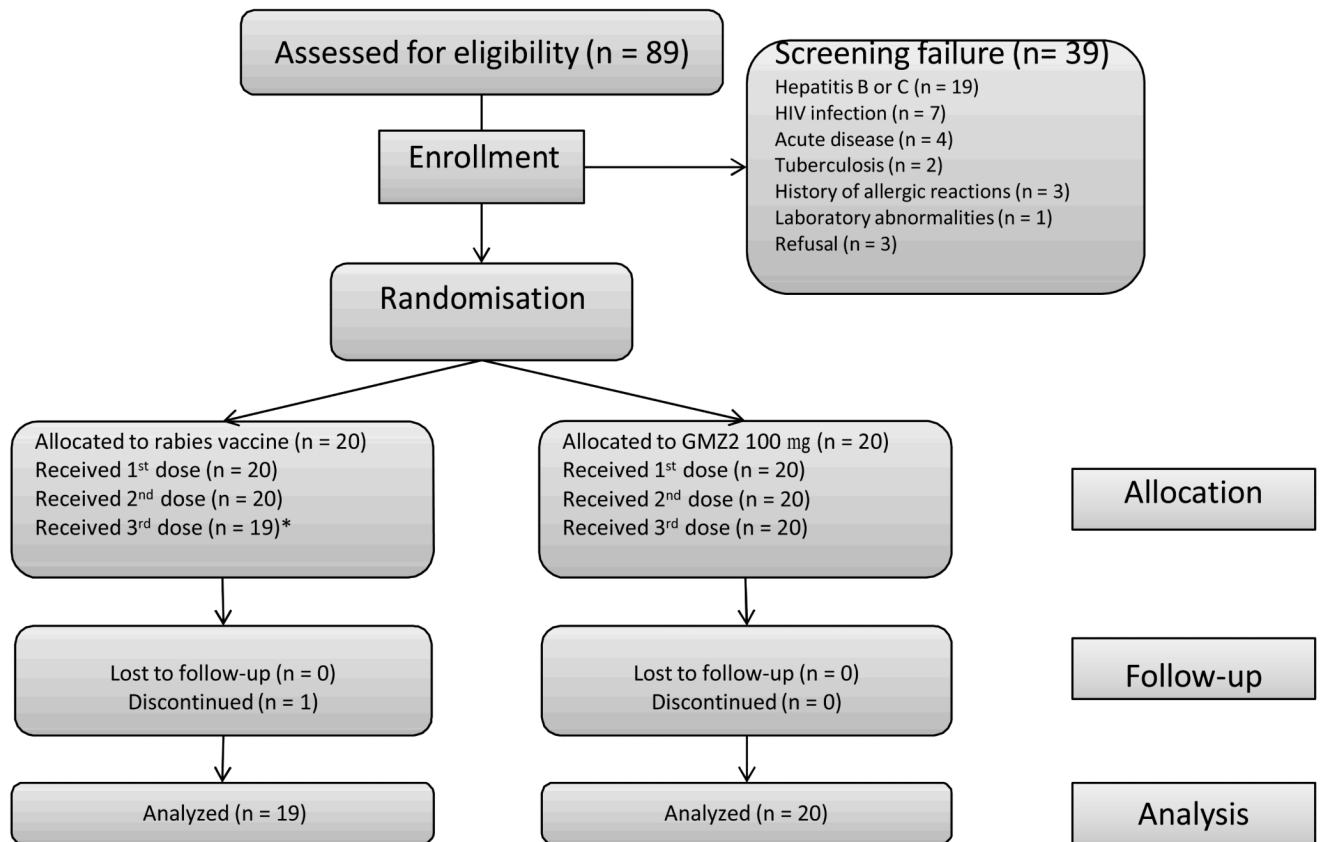 Assessed for eligibility (n = 89)
Screening failure (n= 39)
Hepatitis B or C (n = 19)
HIV infection (n = 7)
Acute disease (n = 4)
Tuberculosis (n = 2)
History of allergic reactions (n = 3)
Laboratory abnormalities (n = 1)
Refusal (n = 3)
Enrollment
Randomisation
Allocated to rabies vaccine (n = 20)
Received 1st dose (n = 20)
Received 2nd dose (n = 20)
Received 3rd dose (n = 19)*
Allocated to GMZ2 100 mg (n = 20)
Received 1st dose (n = 20)
Received 2nd dose (n = 20)
Received 3rd dose (n = 20)
Allocation
Lost to follow-up (n = 0)
Discontinued (n = 1)
Lost to follow-up (n = 0)
Discontinued (n = 0)
Follow-up
Analyzed (n = 19)
Analyzed (n = 20)
Analysis